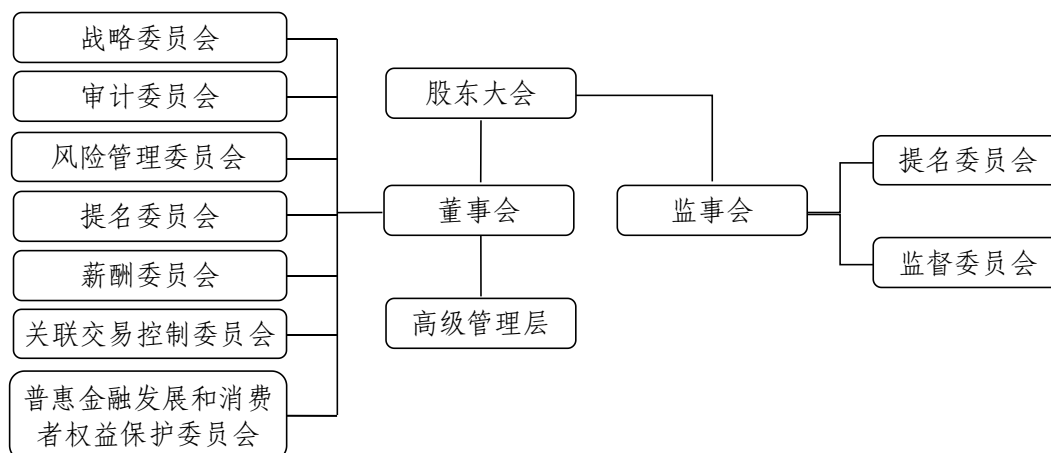 战略委员会
审计委员会
风险管理委员会
提名委员会
薪酬委员会
关联交易控制委员会
普惠金融发展和消费
者权益保护委员会
股东大会
董事会
高级管理层
监事会
提名委员会
监督委员会